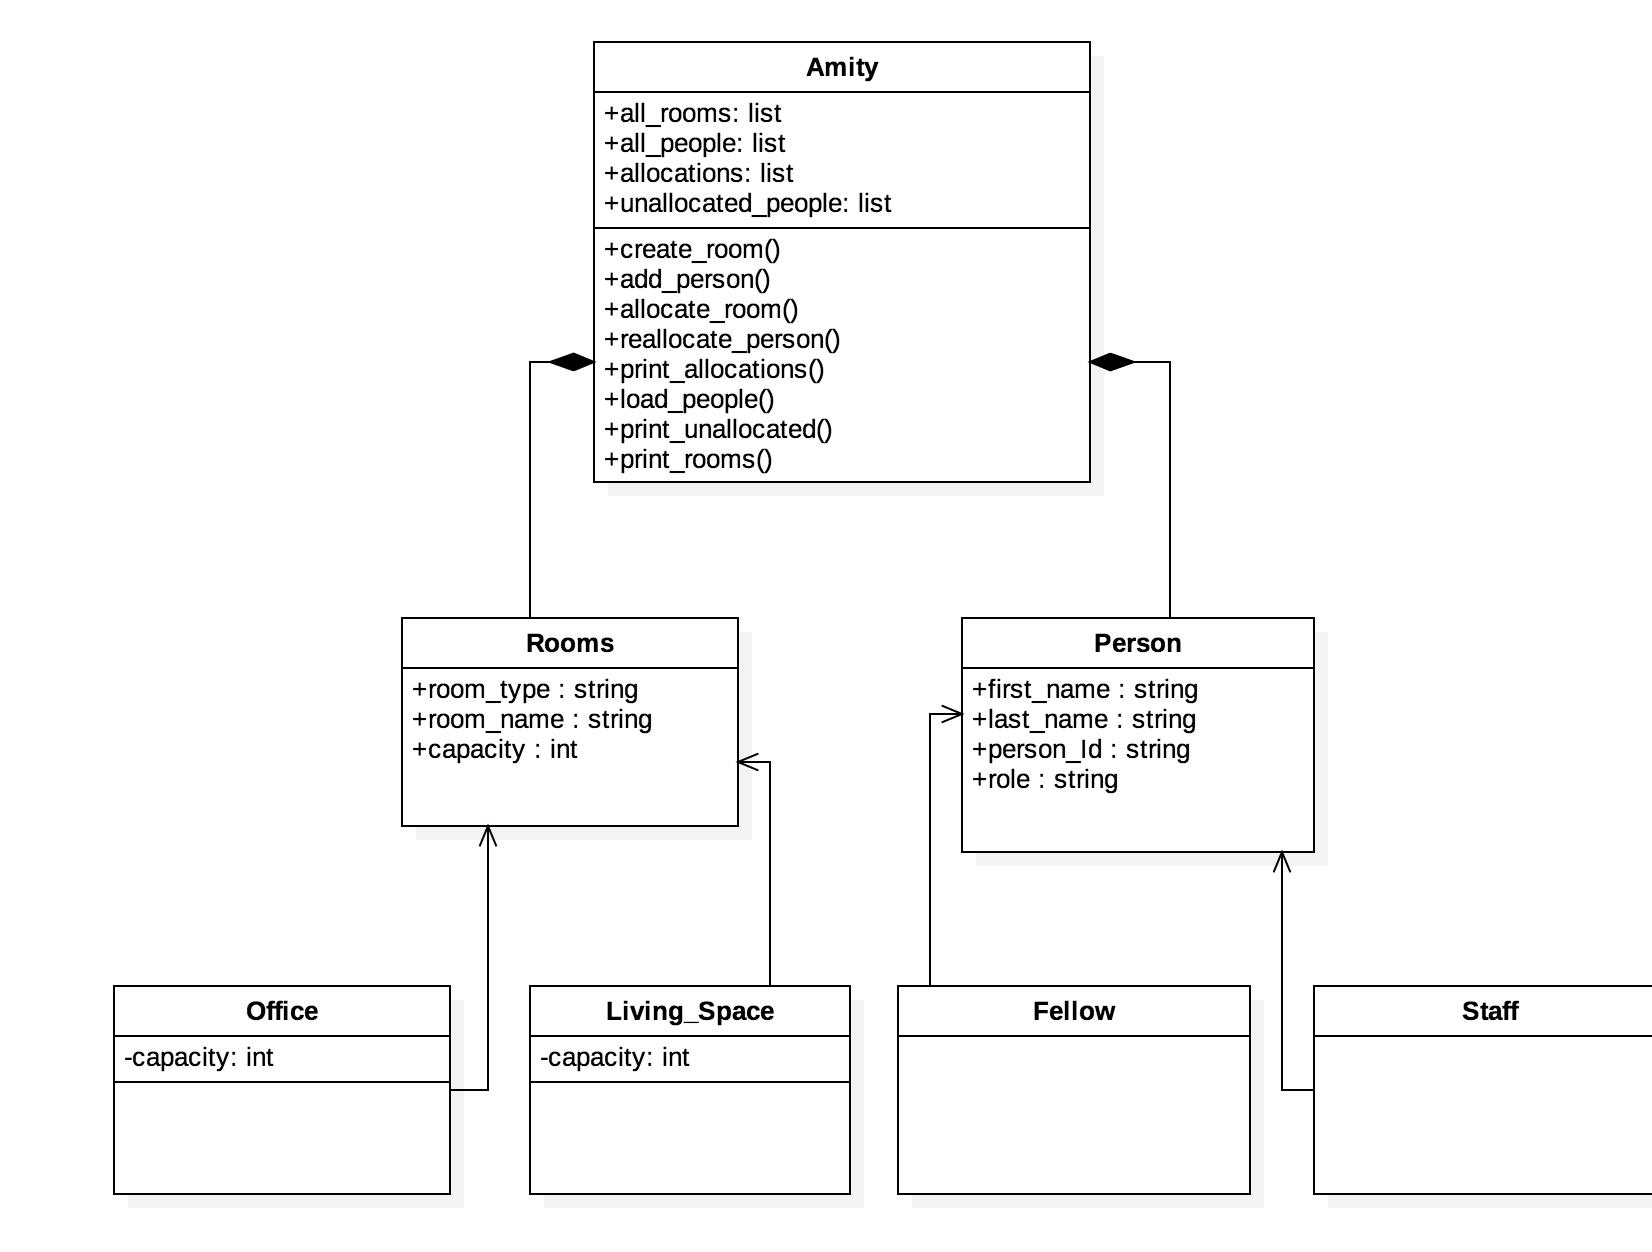 Amity
+all_rooms: list
+all_people: list
+allocations: list
+unallocated_people: list
+create_room()
+add_person()
+allocate_room()
+reallocate_person()
+print_allocations()
+load_people()
+print_unallocated()
+print_rooms()
Rooms
+room_type : string
+room_name : string
+capacity : int
Person
+first_name : string
+last_name : string
+person_Id : string
+role : string
Office
-capacity: int
Living_Space
-capacity: int
Fellow
Staff